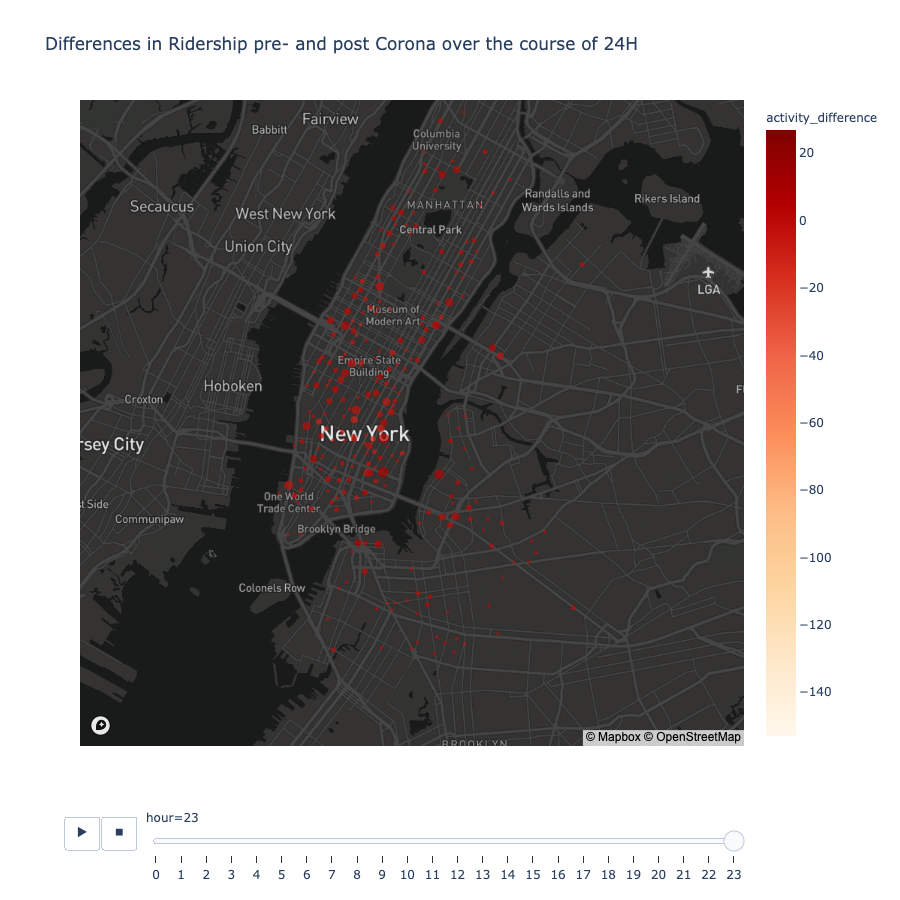 Differences in Ridership pre- and post Corona over the course of 24H
activity_difference
Fairview
Babbitt
Columbia
University
Secaucus
West New York
MANHATTAN
Randalls and
Wards Islands
Rikers Island
Central Park
Union City
LGA
Museum of
Modern Art
Empire State
Building
Hoboken
Croxton
New York
rsey City
One World
Trade Center
t Side
Communipaw
Brooklyn Bridge
Colonels Row
BROOKLYN
© Mapbox © OpenStreetMap
20
0
−20
−40
−60
−80
−100
−120
−140
hour=23
0 1 2 3 4 5 6 7 8 9 10 11 12 13 14 15 16 17 18 19 20 21 22 23